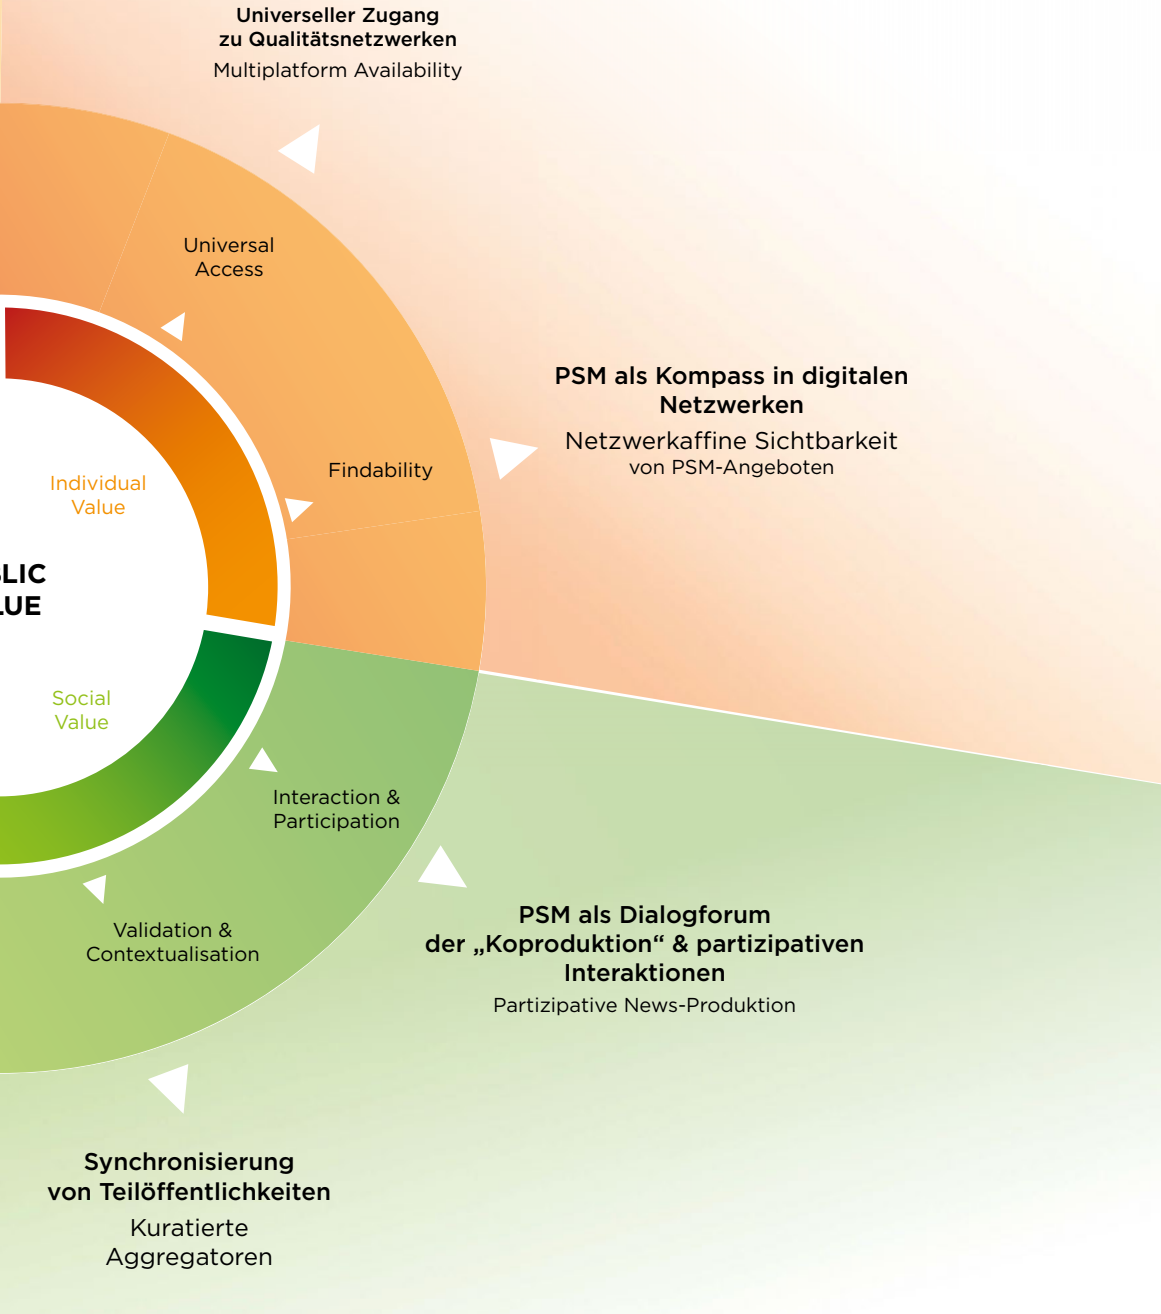 Universeller Zugang
zu Qualitätsnetzwerken
Multiplatform Availability
Universal
Access
PSM als Kompass in digitalen
Netzwerken
Netzwerkaffine Sichtbarkeit
von PSM-Angeboten
Findability
Individual
Value
LIC
LUE
Social
Value
Interaction &
Participation
PSM als Dialogforum
der „Koproduktion“ & partizipativen
Interaktionen
Partizipative News-Produktion
Validation &
Contextualisation
Synchronisierung
von Teilöffentlichkeiten
Kuratierte
Aggregatoren